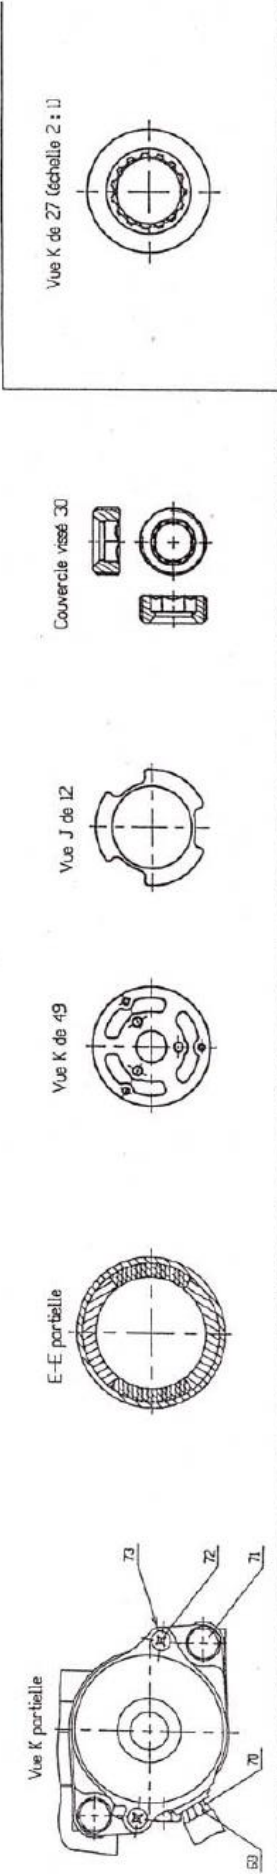 Vue K partielle
73
72
71
70
69
E-E partielle
Vue K de 49
Vue J de 12
Couvercle vissé 30
Vue K de 27 (échelle 2 : 1)